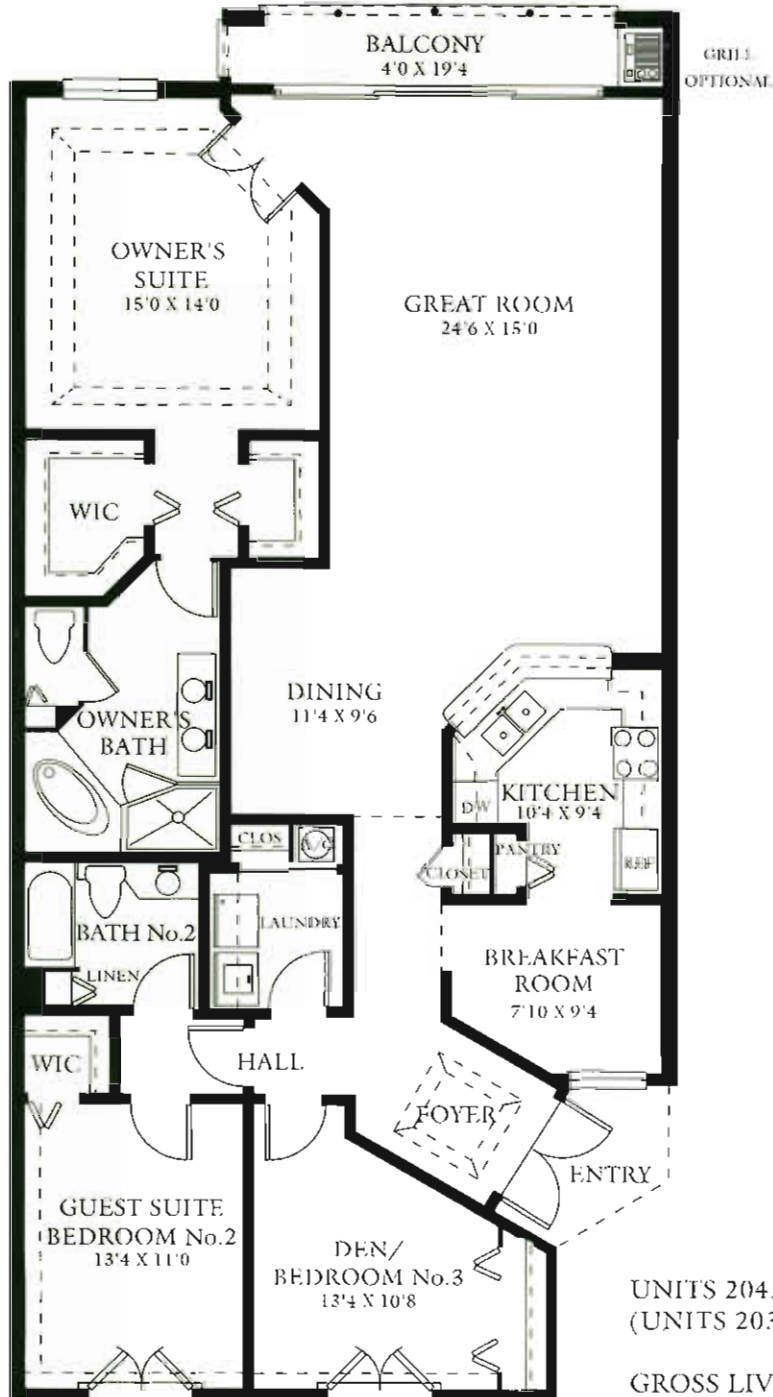 BALCONY
4'0 X 19'4
GRILL
OPTIONAL
OWNER'S
SUITE
15'0 X 14'0
GREAT ROOM
24'6 X 15'0
WIC
DINING
11'4 X 9'6
OWNER'S
BATH
KITCHEN
10'4 X 9'4
DW
REF
CLOS
A/C
CLOSET
PANTRY
LAUNDRY
BATH No.2
LINEN
BREAKFAST
ROOM
7'10 X 9'4
WIC
HALL
FOYER
ENTRY
GUEST SUITE
BEDROOM No.2
13'4 X 11'0
DEN/
BEDROOM No.3
13'4 X 10'8
UNITS 204
(UNITS 203
GROSS LIV